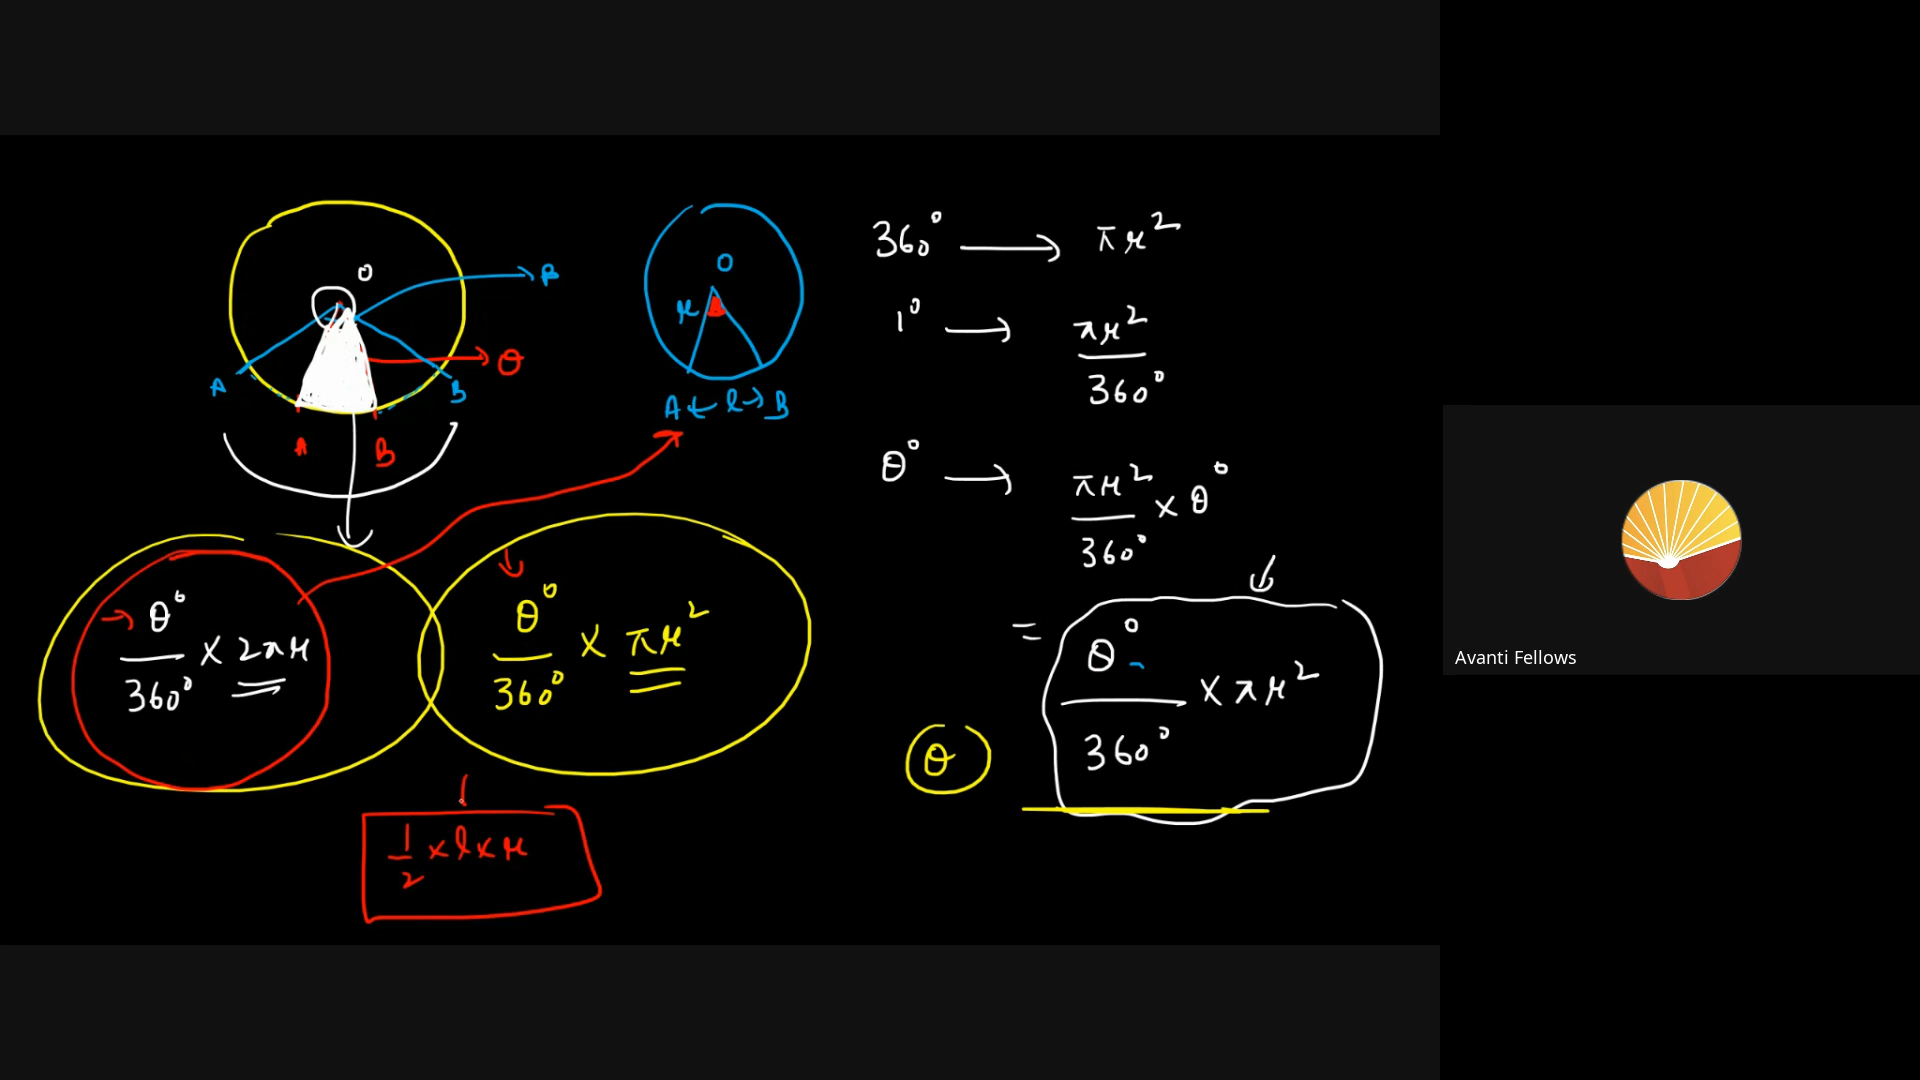 O
B
θ
A
B
A
B
O
r
A ← l → B
360° → πr²
1° → πr²/360°
θ° → πr²/360° × θ°
= θ°/360° × πr²
θ
θ°/360° × 2πr
θ°/360° × πr²
1/2 × l × r
Avanti Fellows